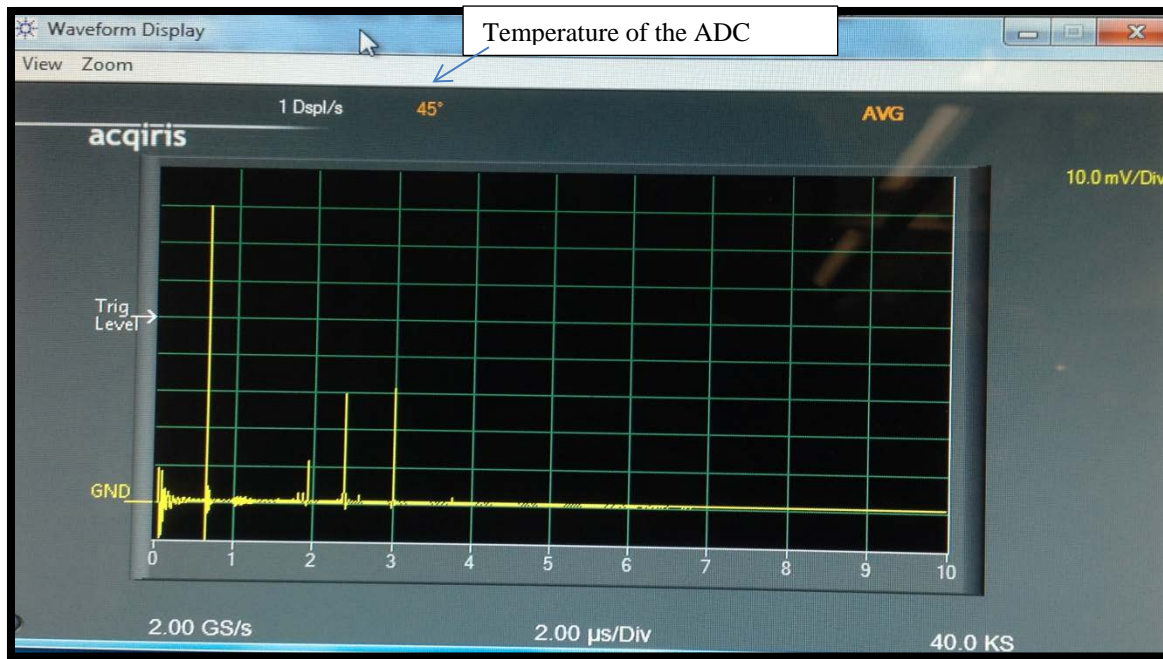 Waveform Display
Temperature of the ADC
View Zoom
1 Dspl/s 45° AVG
acqiris
10.0 mV/Div
Trig
Level
GND
0 1 2 3 4 5 6 7 8 9 10
2.00 GS/s 2.00 µs/Div 40.0 KS